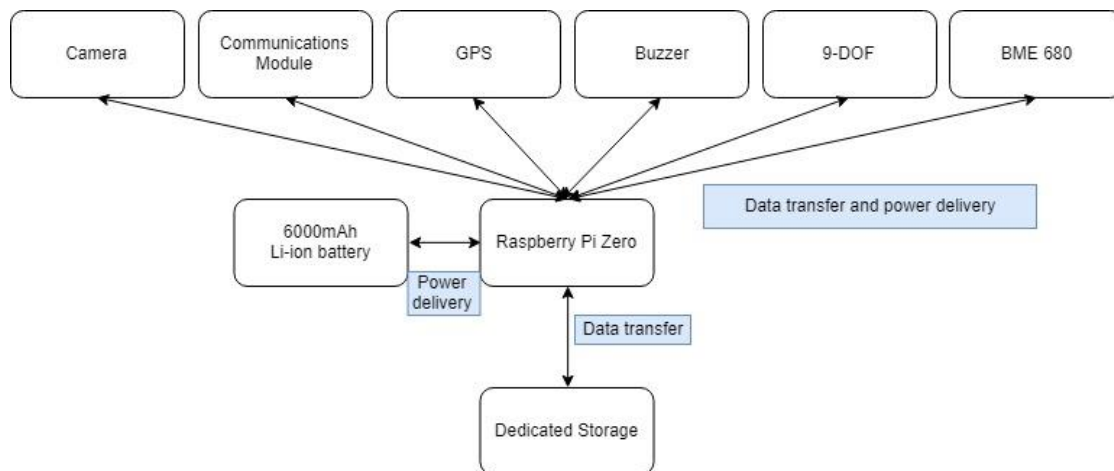 Camera
Communications
Module
GPS
Buzzer
9-DOF
BME 680
6000mAh
Li-ion battery
Raspberry Pi Zero
Data transfer and power delivery
Power
delivery
Data transfer
Dedicated Storage